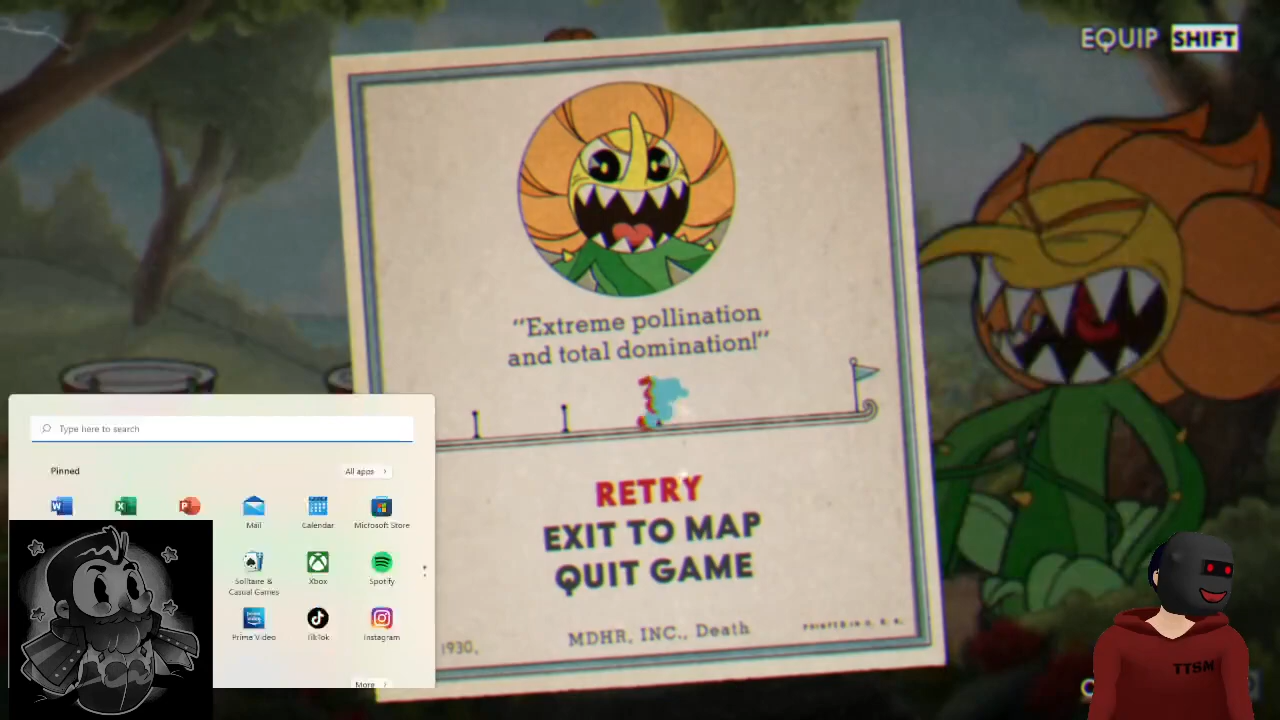 EQUIP SHIFT
"Extreme pollination
and total domination!"
RETRY
EXIT TO MAP
QUIT GAME
1930,
MDHR, INC., Death
PRINTED IN U. S. A.
Type here to search
Pinned
All apps
Mail
Calendar
Microsoft Store
Solitaire &
Casual Games
Xbox
Spotify
Prime Video
TikTok
Instagram
More
TTSM